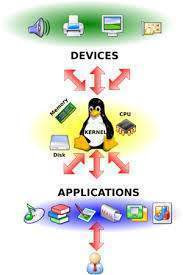 DEVICES
Memory
CPU
KERNEL
Disk
APPLICATIONS